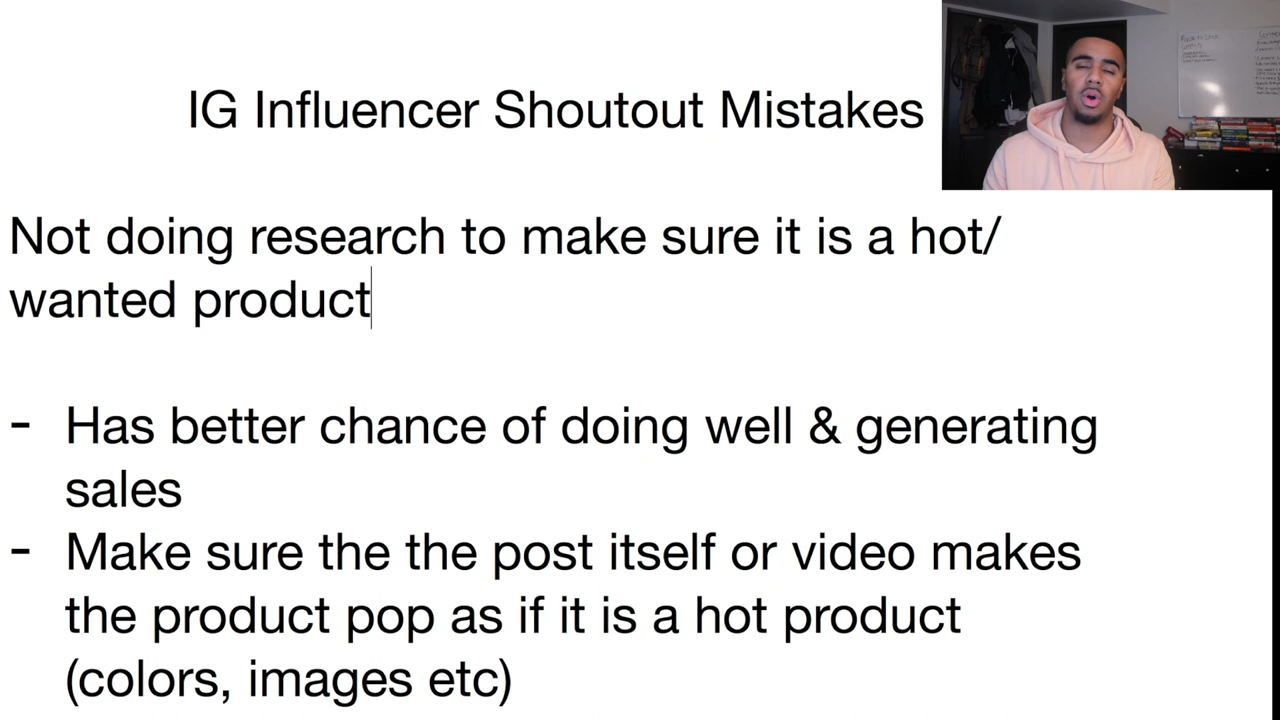 IG Influencer Shoutout Mistakes
Not doing research to make sure it is a hot/
wanted product
- Has better chance of doing well & generating
sales
- Make sure the the post itself or video makes
the product pop as if it is a hot product
(colors, images etc)